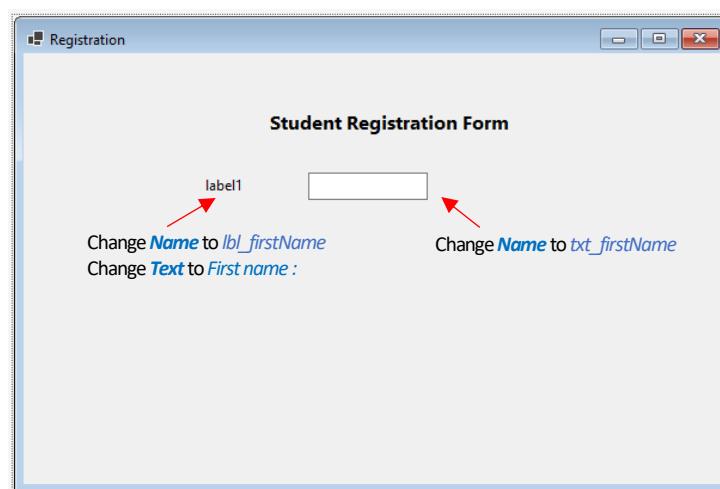 Registration
Student Registration Form
label1
Change Name to lbl_firstName
Change Text to First name :
Change Name to txt_firstName